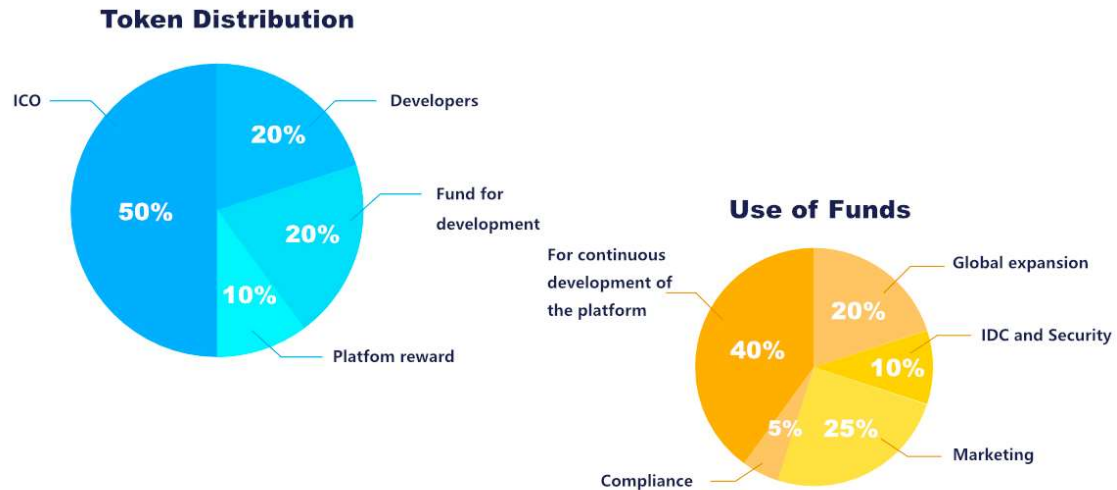 Token Distribution
ICO
Developers
20%
50%
Fund for
development
20%
10%
Platfom reward
Use of Funds
For continuous
development of
the platform
Global expansion
20%
IDC and Security
40%
10%
5%
25%
Marketing
Compliance